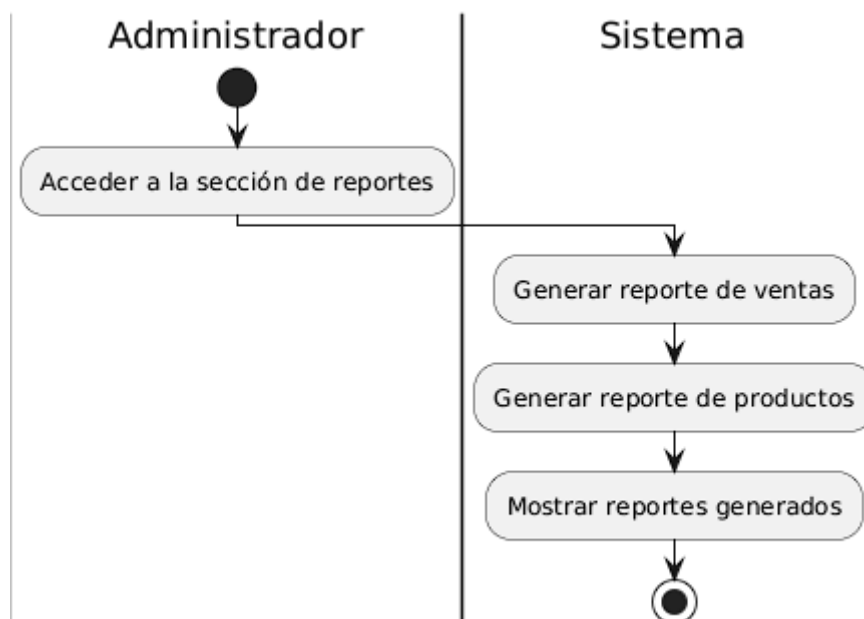 Administrador
Sistema
Acceder a la sección de reportes
Generar reporte de ventas
Generar reporte de productos
Mostrar reportes generados